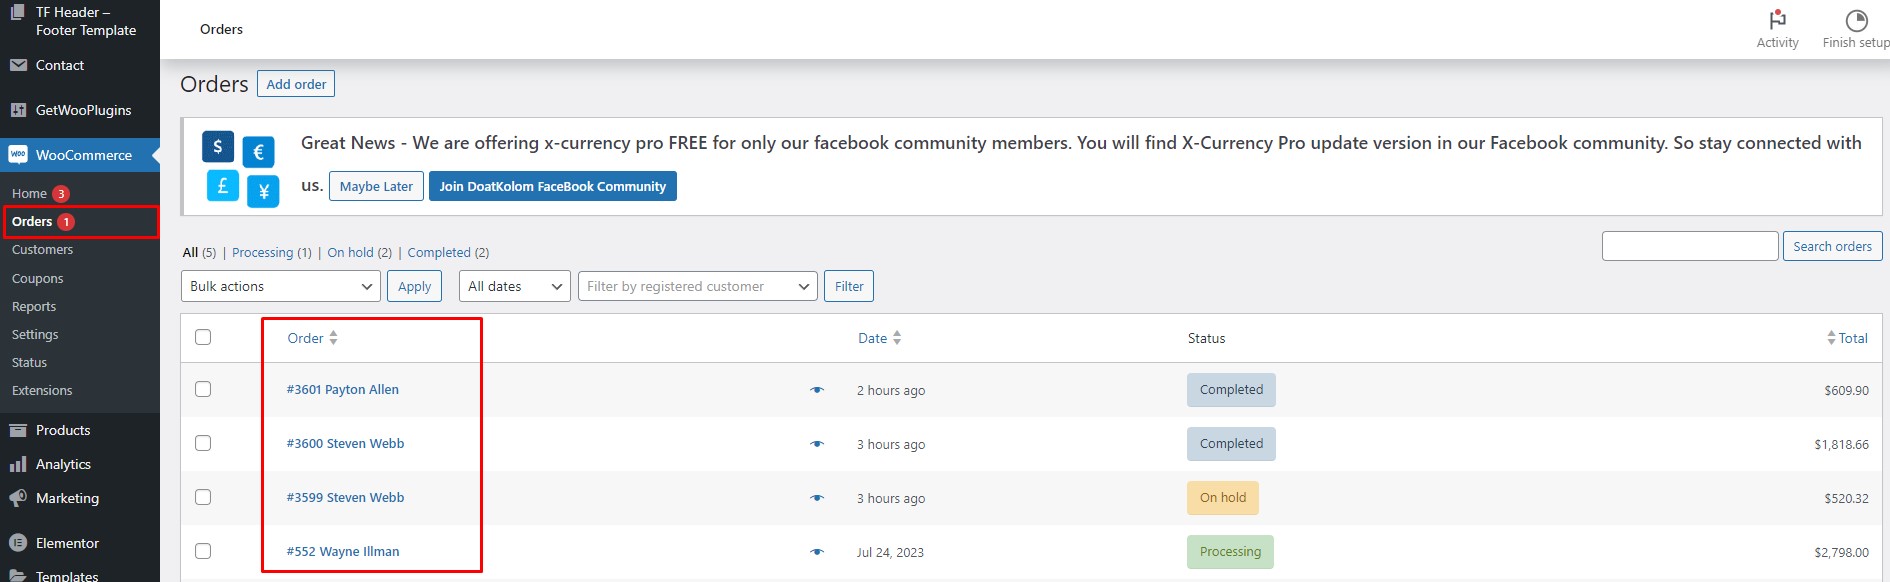 TF Header –
Footer Template
Contact
GetWooPlugins
WooCommerce
Home 3
Orders 1
Customers
Coupons
Reports
Settings
Status
Extensions
Products
Analytics
Marketing
Elementor
Templates
Orders
Activity
Finish setup
Orders Add order
Great News - We are offering x-currency pro FREE for only our facebook community members. You will find X-Currency Pro update version in our Facebook community. So stay connected with
us. Maybe Later Join DoatKolom FaceBook Community
$ €
£ ¥
All (5) | Processing (1) | On hold (2) | Completed (2)
Search orders
Bulk actions Apply All dates Filter by registered customer Filter
Order Date Status Total
#3601 Payton Allen 2 hours ago Completed $609.90
#3600 Steven Webb 3 hours ago Completed $1,818.66
#3599 Steven Webb 3 hours ago On hold $520.32
#552 Wayne Illman Jul 24, 2023 Processing $2,798.00